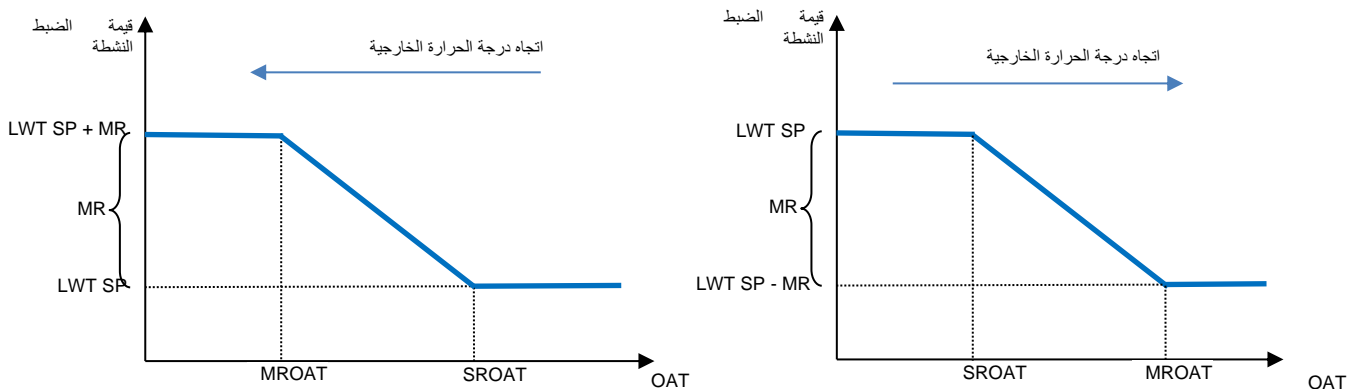 قيمة الضبط
النشطة
اتجاه درجة الحرارة الخارجية
LWT SP + MR
MR
LWT SP
MROAT
SROAT
OAT
قيمة الضبط
النشطة
اتجاه درجة الحرارة الخارجية
LWT SP
MR
LWT SP - MR
SROAT
MROAT
OAT